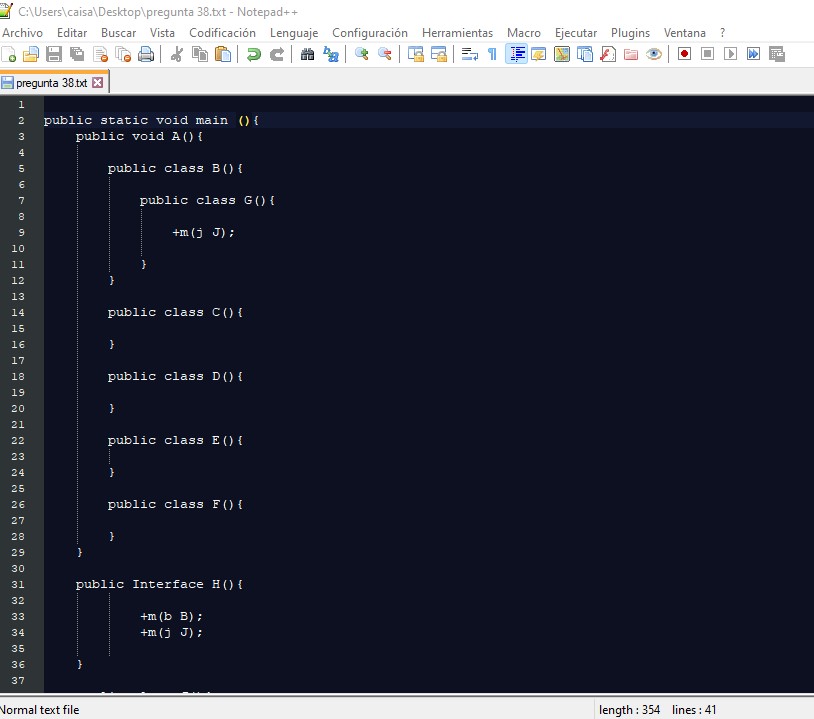 C:\Users\caisa\Desktop\pregunta 38.txt - Notepad++
Archivo Editar Buscar Vista Codificación Lenguaje Configuración Herramientas Macro Ejecutar Plugins Ventana ?
pregunta 38.txt
1
2 public static void main (){
3 public void A(){
4
5 public class B(){
6
7 public class G(){
8
9 +m(j J);
10
11 }
12 }
13
14 public class C(){
15
16 }
17
18 public class D(){
19
20 }
21
22 public class E(){
23
24 }
25
26 public class F(){
27
28 }
29 }
30
31 public Interface H(){
32
33 +m(b B);
34 +m(j J);
35
36 }
37
Normal text file length : 354 lines : 41